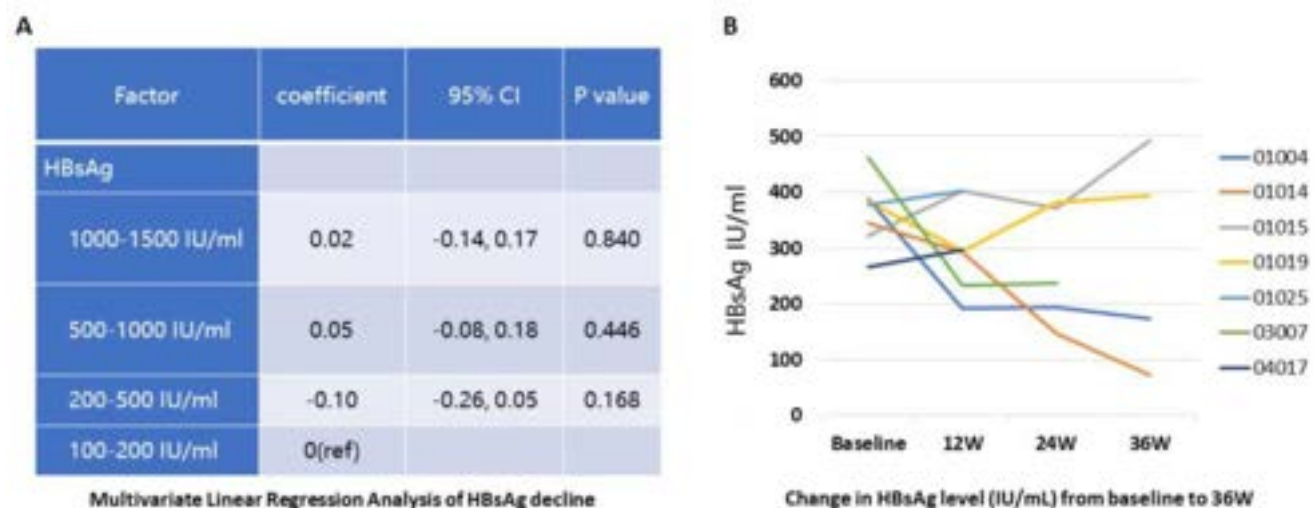 A
Factor coefficient 95% CI P value
HBsAg
1000-1500 IU/ml 0.02 -0.14, 0.17 0.840
500-1000 IU/ml 0.05 -0.08, 0.18 0.446
200-500 IU/ml -0.10 -0.26, 0.05 0.168
100-200 IU/ml 0(ref)
Multivariate Linear Regression Analysis of HBsAg decline
B
HBsAg IU/ml
600
500
400
300
200
100
0
Baseline 12W 24W 36W
01004
01014
01015
01019
01025
03007
04017
Change in HBsAg level (IU/mL) from baseline to 36W